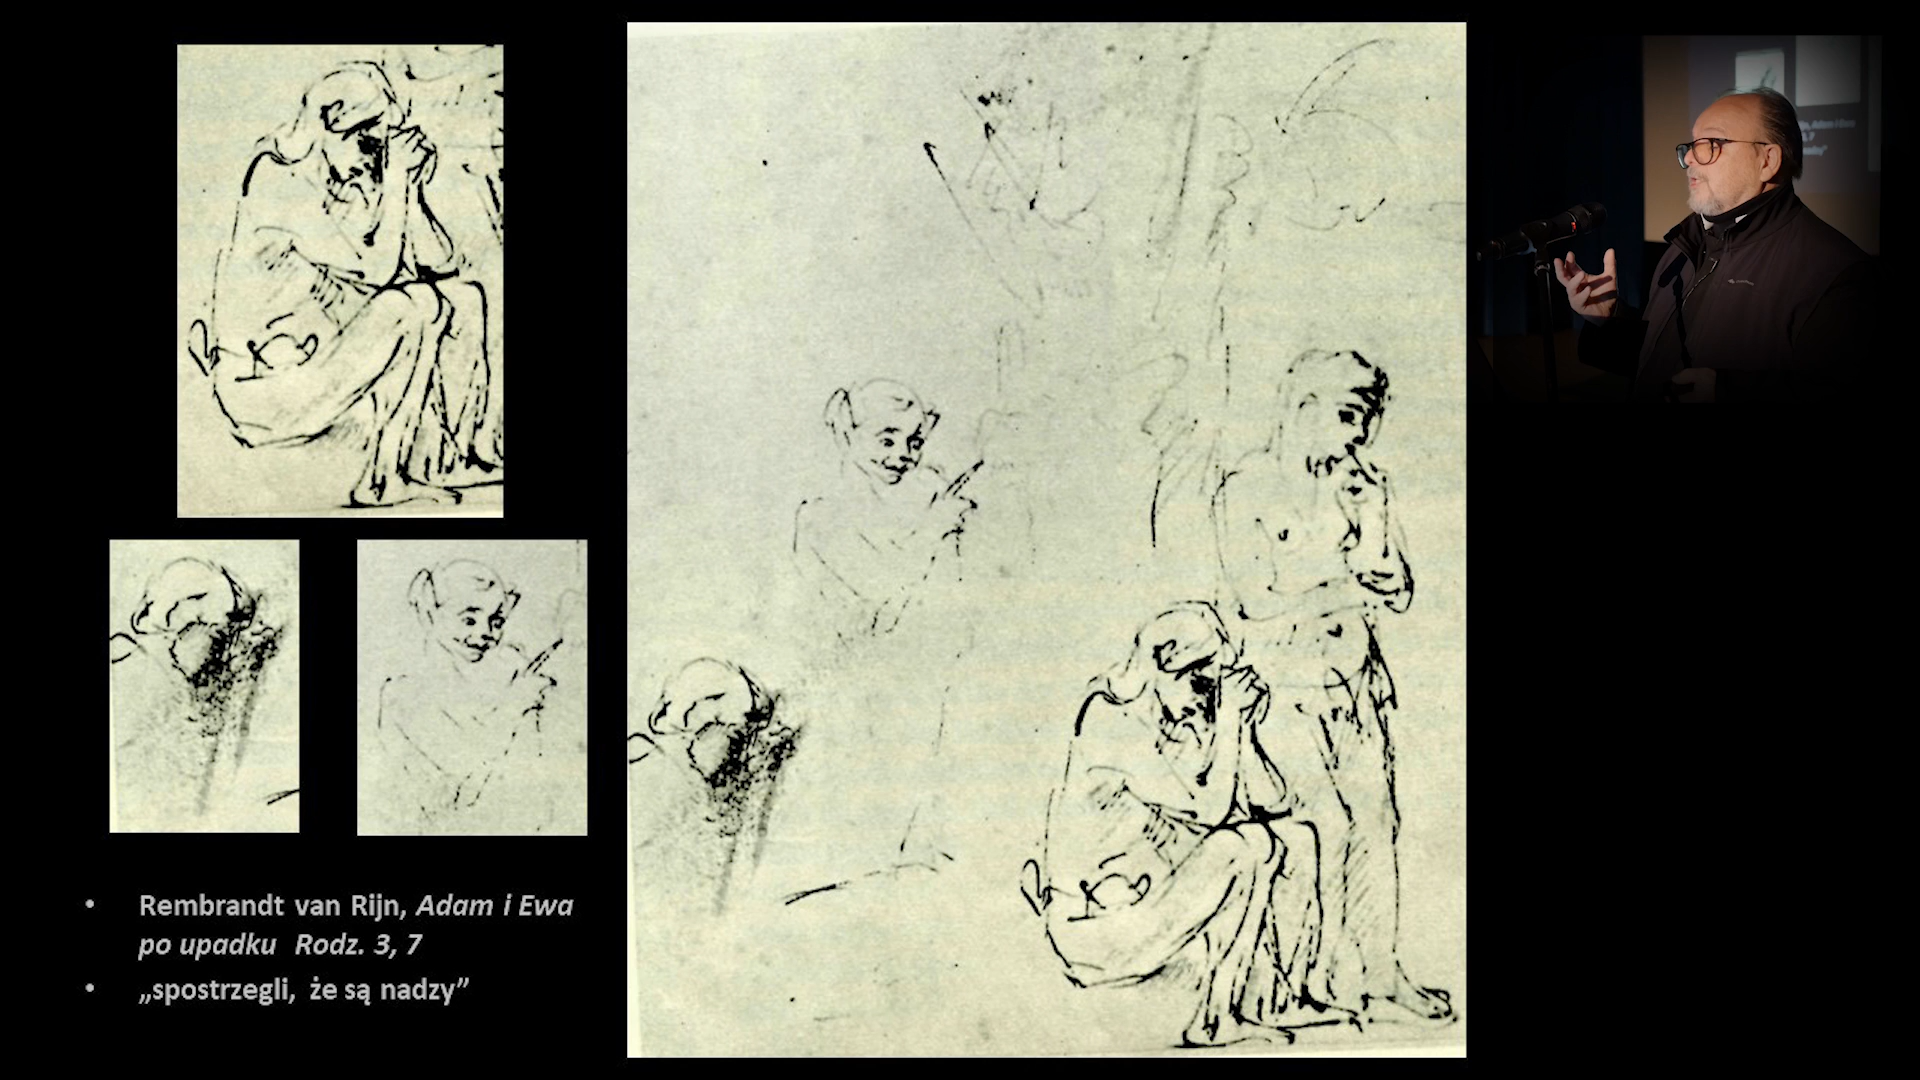 • Rembrandt van Rijn, Adam i Ewa
po upadku Rodz. 3, 7
• „spostrzegli, że są nadzy”